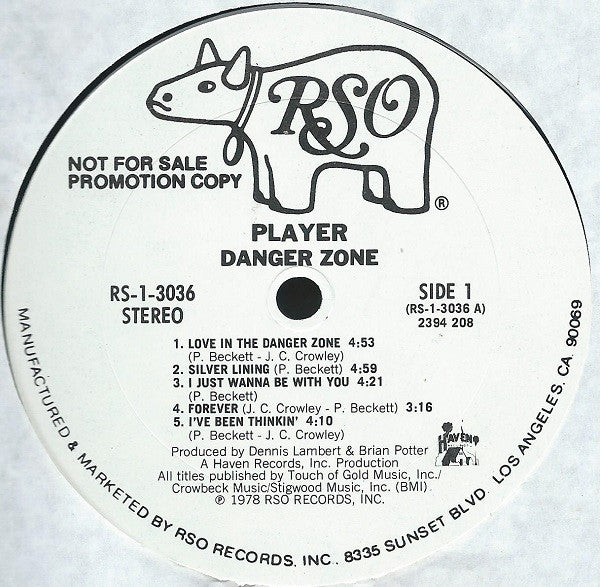 RSO
®
NOT FOR SALE
PROMOTION COPY
PLAYER
DANGER ZONE
RS-1-3036
STEREO
SIDE 1
(RS-1-3036 A)
2394 208
1. LOVE IN THE DANGER ZONE 4:53
(P. Beckett - J. C. Crowley)
2. SILVER LINING (P. Beckett) 4:59
3. I JUST WANNA BE WITH YOU 4:21
(P. Beckett)
4. FOREVER (J. C. Crowley - P. Beckett) 3:16
5. I'VE BEEN THINKIN' 4:10
(P. Beckett - J. C. Crowley)
HAVEN
Produced by Dennis Lambert & Brian Potter
A Haven Records, Inc. Production
All titles published by Touch of Gold Music, Inc./
Crowbeck Music/Stigwood Music, Inc. (BMI)
℗ 1978 RSO RECORDS, INC.
MANUFACTURED & MARKETED BY RSO RECORDS, INC., 8335 SUNSET BLVD. LOS ANGELES, CA. 90069